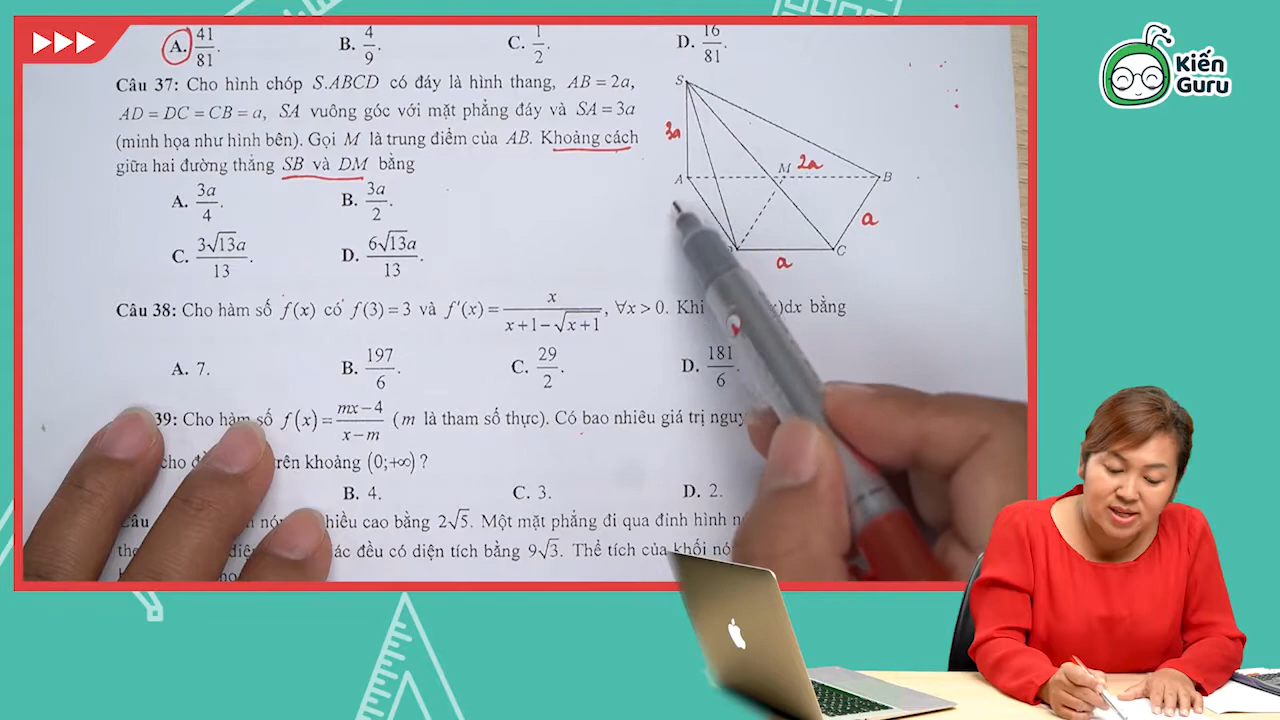 A. 41/81. B. 4/9. C. 1/2. D. 16/81.
Câu 37: Cho hình chóp S.ABCD có đáy là hình thang, AB = 2a,
AD = DC = CB = a, SA vuông góc với mặt phẳng đáy và SA = 3a
(minh họa như hình bên). Gọi M là trung điểm của AB. Khoảng cách
giữa hai đường thẳng SB và DM bằng
A. 3a/4. B. 3a/2.
C. 3√13a/13. D. 6√13a/13.
S
3a
A M 2a B
a
C
a
Câu 38: Cho hàm số f(x) có f(3) = 3 và f'(x) = x/(x+1−√(x+1)), ∀x > 0. Khi )dx bằng
A. 7. B. 197/6. C. 29/2. D. 181/6.
39: Cho hàm số f(x) = (mx−4)/(x−m) (m là tham số thực). Có bao nhiêu giá trị
cho khoảng (0;+∞) ?
B. 4. C. 3. D. 2.
cao bằng 2√5. Một mặt phẳng đi qua đỉnh hình
đều có diện tích bằng 9√3. Thể tích của khối
Kiến
Guru